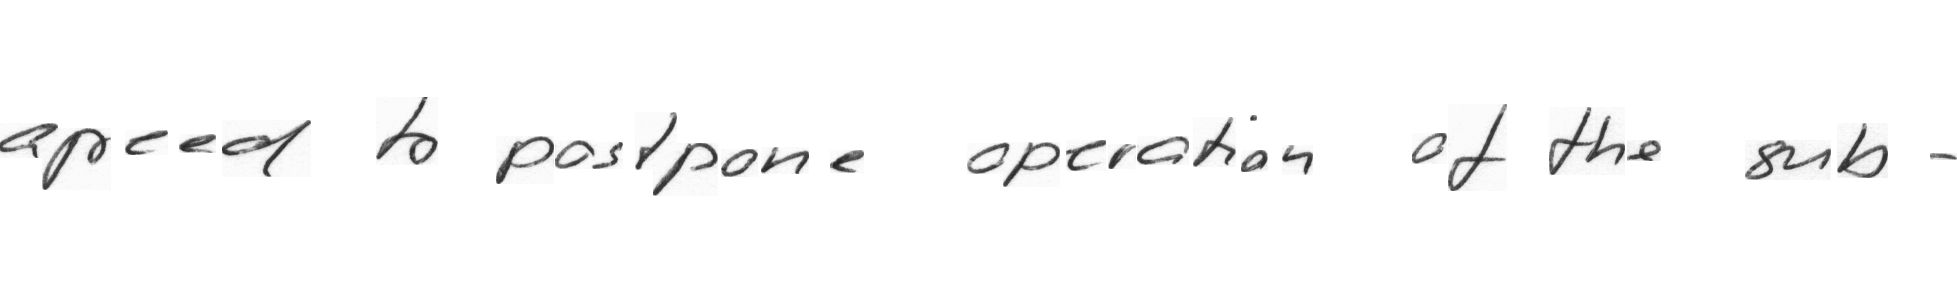 agreed to postpone operation of the sub-